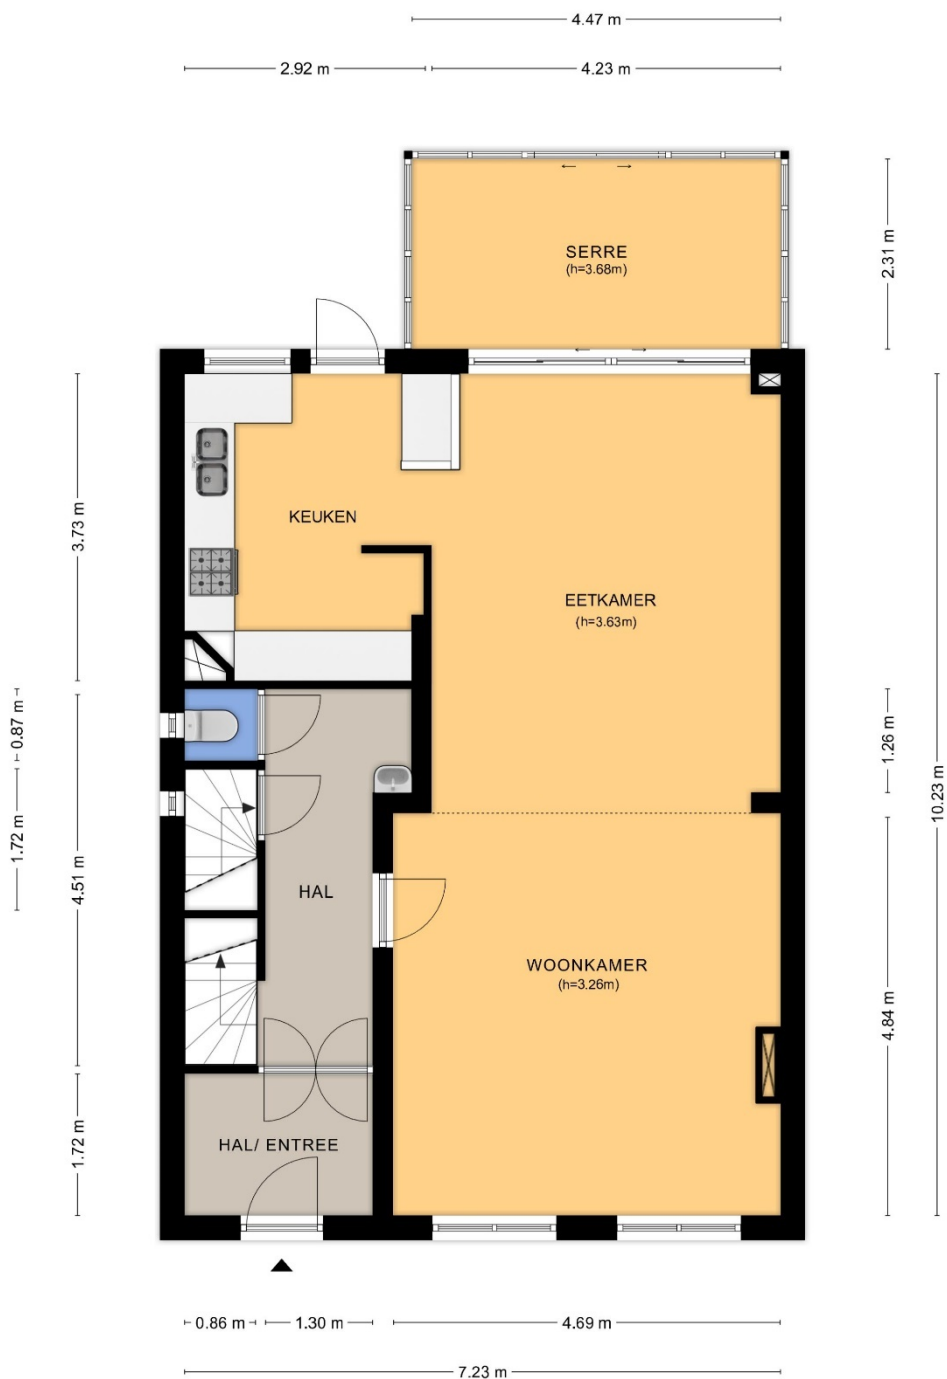 4.47 m
2.92 m
4.23 m
SERRE
(h=3.68m)
2.31 m
3.73 m
KEUKEN
EETKAMER
(h=3.63m)
0.87 m
1.26 m
10.23 m
1.72 m
4.51 m
HAL
WOONKAMER
(h=3.26m)
4.84 m
1.72 m
HAL/ ENTREE
0.86 m
1.30 m
4.69 m
7.23 m